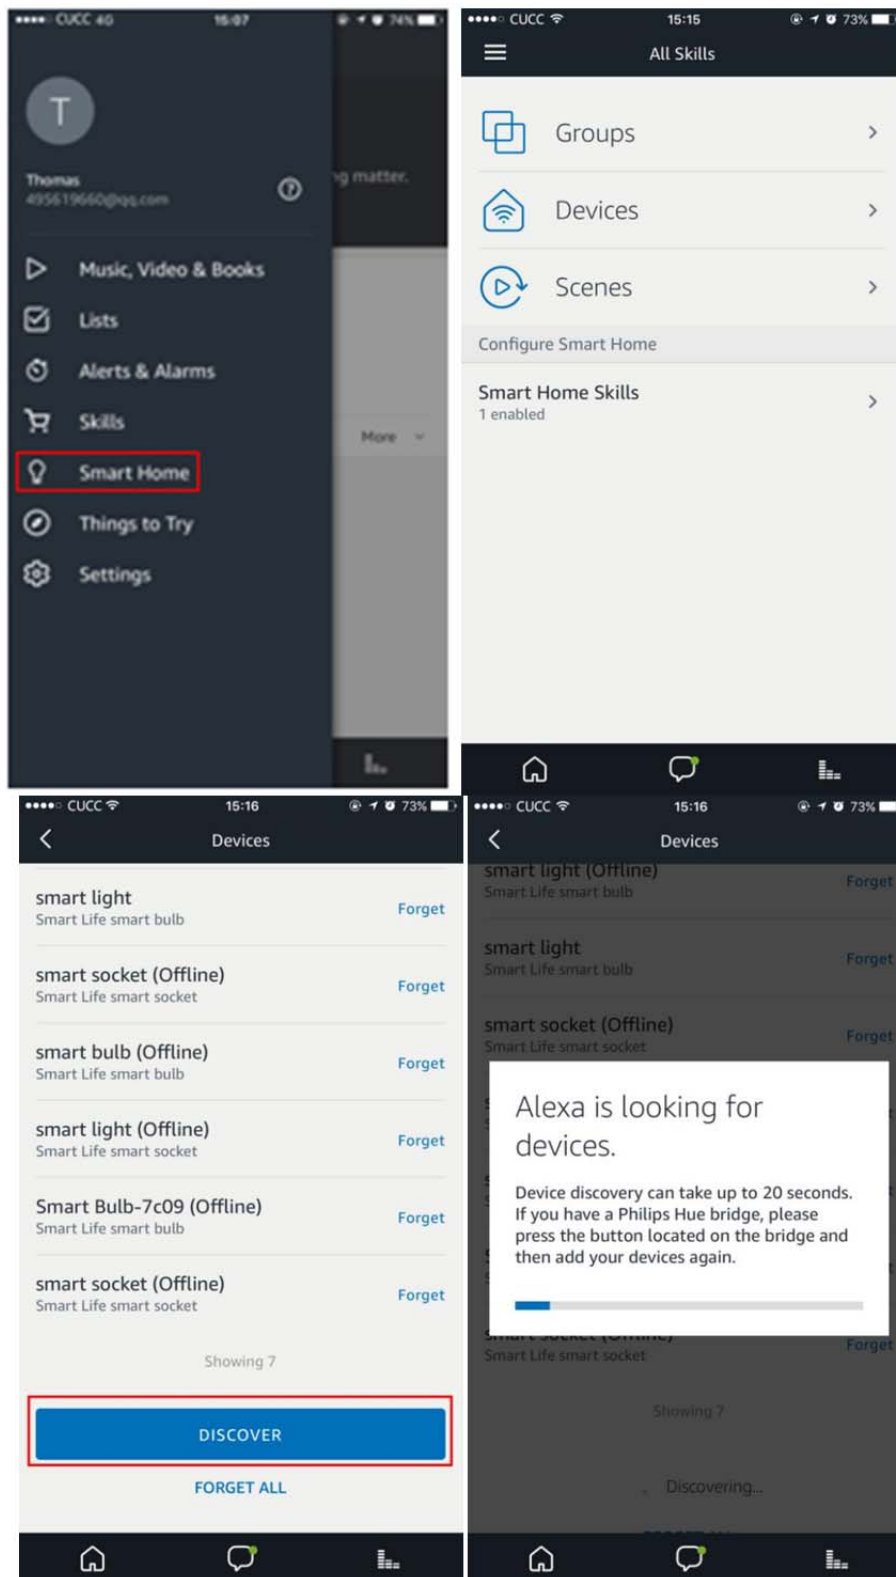 CUCC 4G 15:07 74%
T
Thomas
495619660@qq.com
ng matter.
Music, Video & Books
Lists
Alerts & Alarms
Skills
More
Smart Home
Things to Try
Settings
CUCC 15:15 73%
All Skills
Groups
Devices
Scenes
Configure Smart Home
Smart Home Skills
1 enabled
CUCC 15:16 73%
Devices
smart light
Smart Life smart bulb
Forget
smart socket (Offline)
Smart Life smart socket
Forget
smart bulb (Offline)
Smart Life smart bulb
Forget
smart light (Offline)
Smart Life smart socket
Forget
Smart Bulb-7c09 (Offline)
Smart Life smart bulb
Forget
smart socket (Offline)
Smart Life smart socket
Forget
Showing 7
DISCOVER
FORGET ALL
CUCC 15:16 73%
Devices
smart light (Offline)
Smart Life smart bulb
Forget
smart light
Smart Life smart bulb
Forget
smart socket (Offline)
Smart Life smart socket
Forget
Alexa is looking for
devices.
Device discovery can take up to 20 seconds.
If you have a Philips Hue bridge, please
press the button located on the bridge and
then add your devices again.
smart socket (Offline)
Smart Life smart socket
Forget
Showing 7
Discovering...